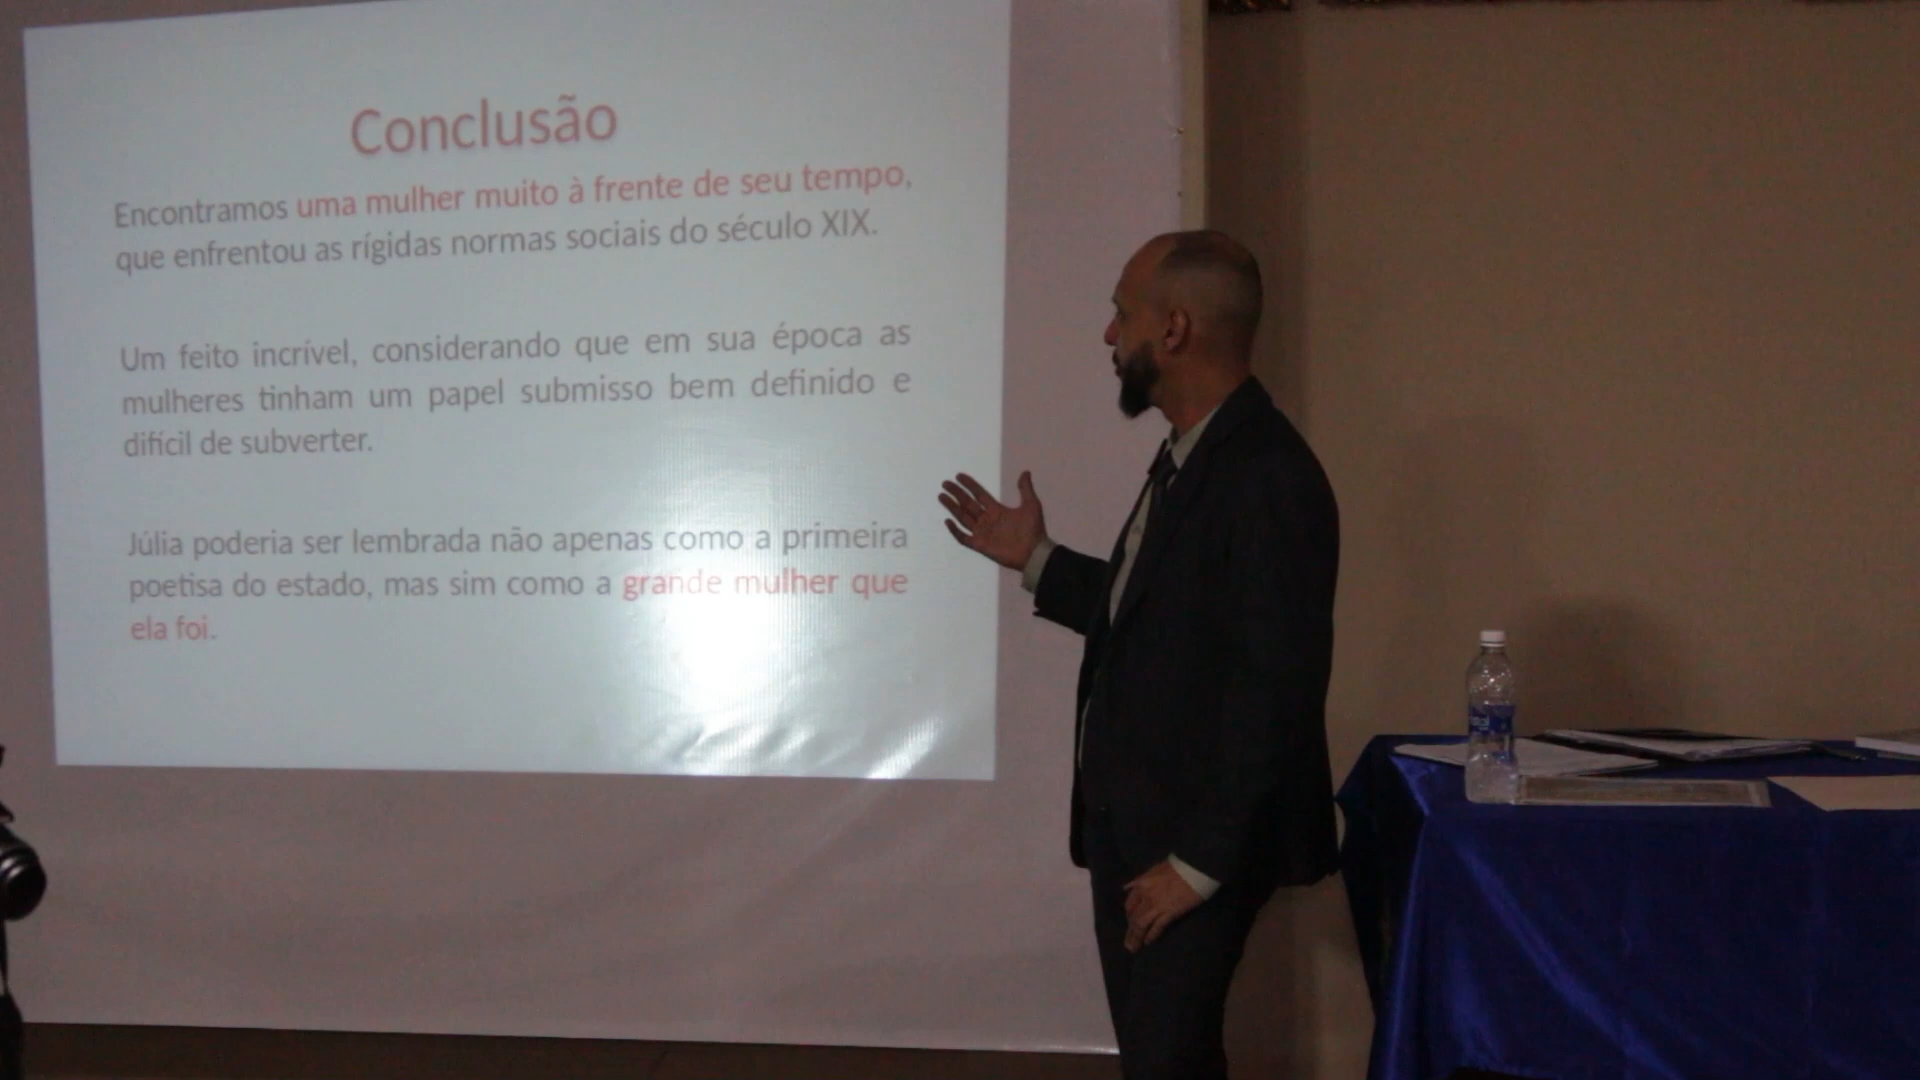 Conclusão
Encontramos uma mulher muito à frente de seu tempo,
que enfrentou as rígidas normas sociais do século XIX.
Um feito incrível, considerando que em sua época as
mulheres tinham um papel submisso bem definido e
difícil de subverter.
Júlia poderia ser lembrada não apenas como a primeira
poetisa do estado, mas sim como a grande mulher que
ela foi.